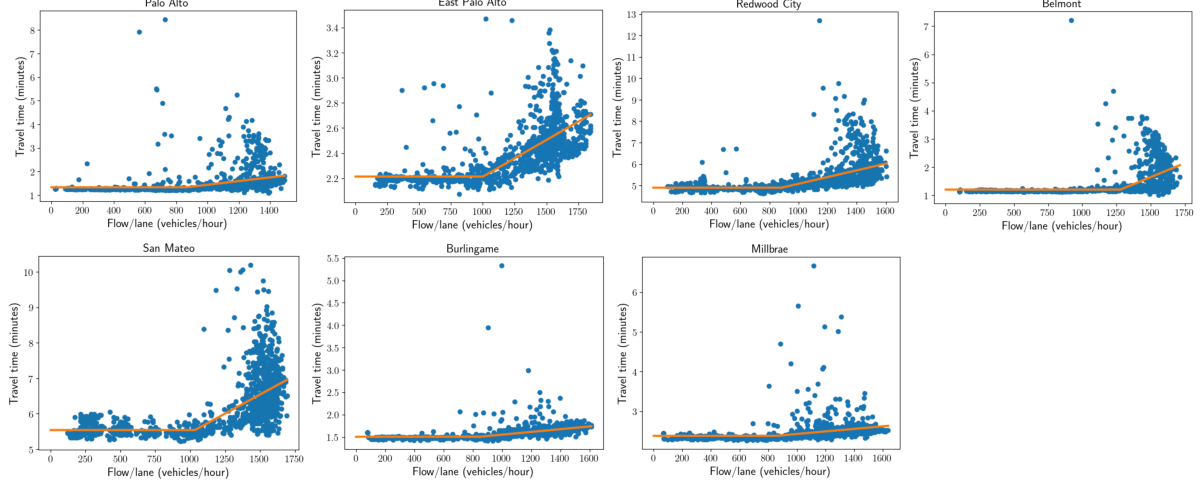 Palo Alto
8
7
6
5
4
3
2
1
Travel time (minutes)
0 200 400 600 800 1000 1200 1400
Flow/lane (vehicles/hour)
East Palo Alto
3.4
3.2
3.0
2.8
2.6
2.4
2.2
Travel time (minutes)
0 250 500 750 1000 1250 1500 1750
Flow/lane (vehicles/hour)
Redwood City
13
12
11
10
9
8
7
6
5
4
Travel time (minutes)
0 200 400 600 800 1000 1200 1400 1600
Flow/lane (vehicles/hour)
Belmont
7
6
5
4
3
2
1
Travel time (minutes)
0 250 500 750 1000 1250 1500 1750
Flow/lane (vehicles/hour)
San Mateo
10
9
8
7
6
5
Travel time (minutes)
0 250 500 750 1000 1250 1500 1750
Flow/lane (vehicles/hour)
Burlingame
5.5
5.0
4.5
4.0
3.5
3.0
2.5
2.0
1.5
Travel time (minutes)
0 200 400 600 800 1000 1200 1400 1600
Flow/lane (vehicles/hour)
Millbrae
6
5
4
3
Travel time (minutes)
0 200 400 600 800 1000 1200 1400 1600
Flow/lane (vehicles/hour)